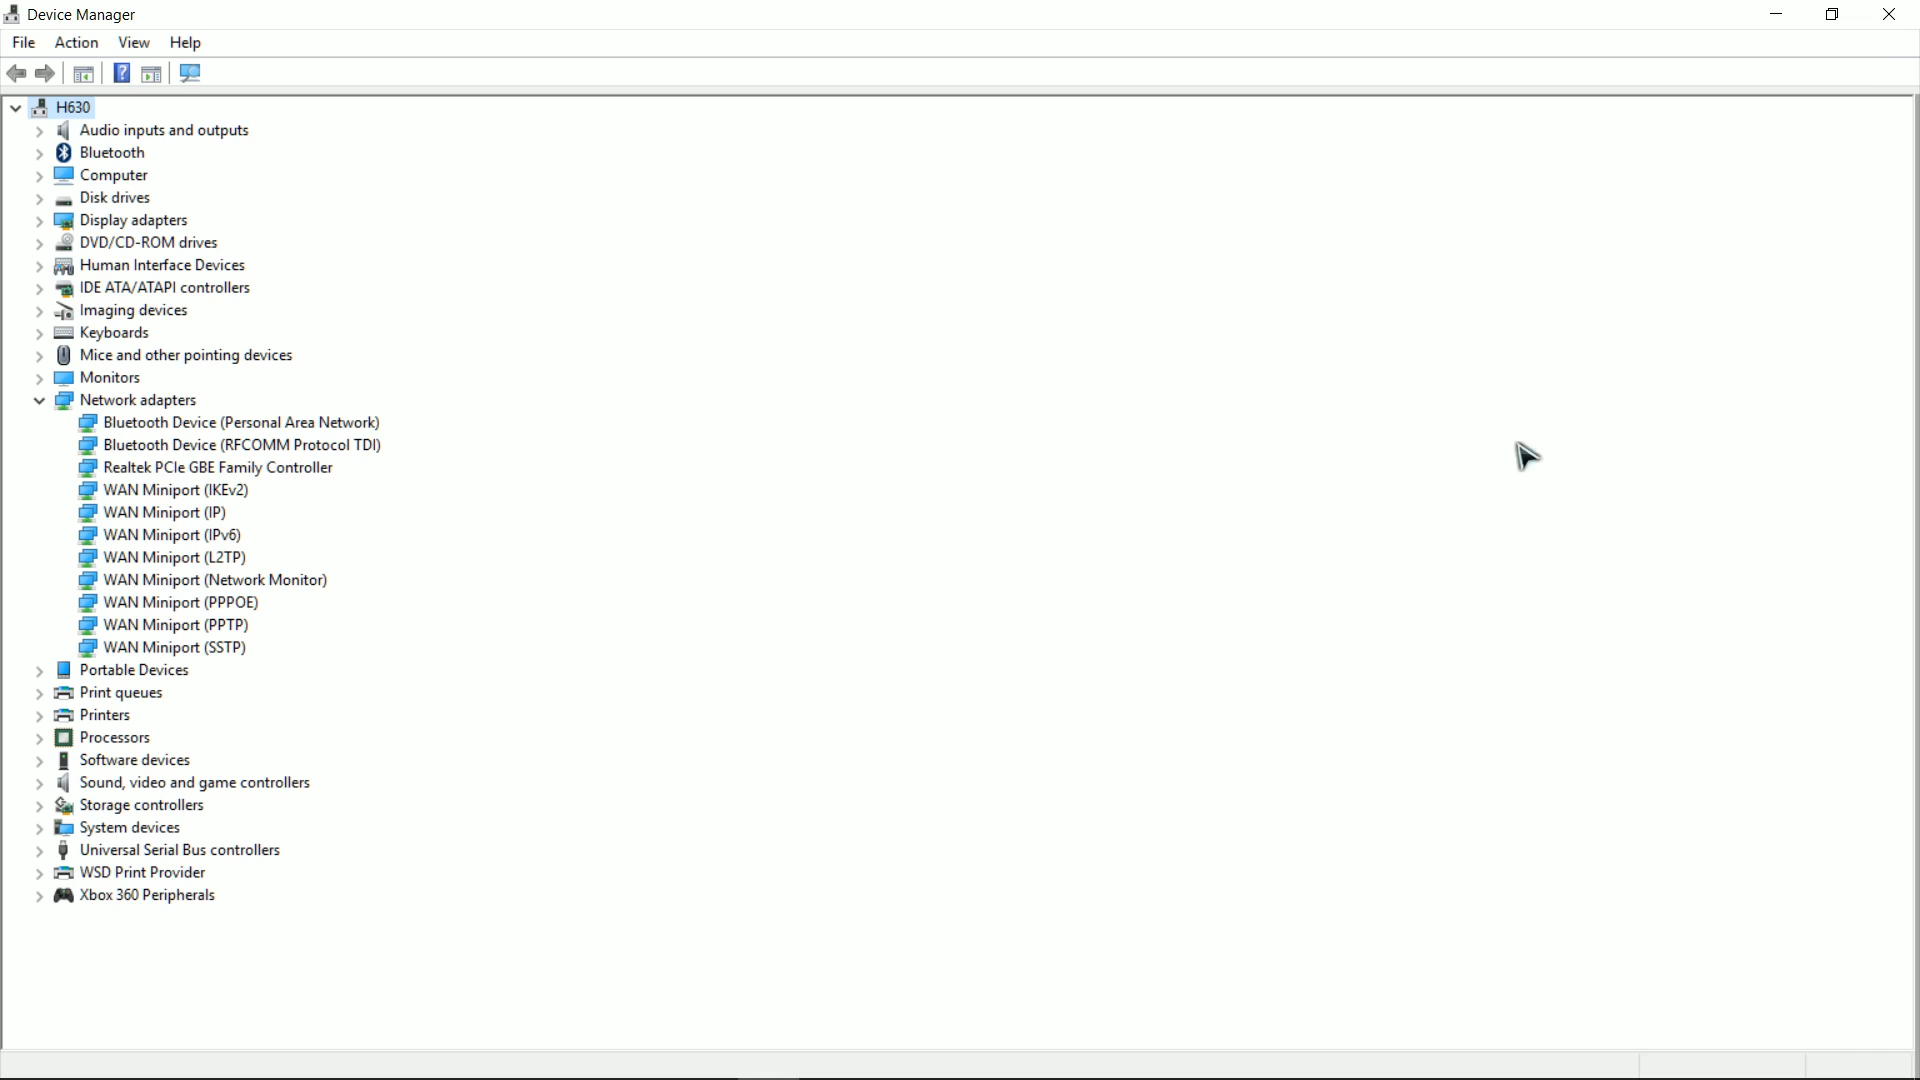 Device Manager
File Action View Help
H630
Audio inputs and outputs
Bluetooth
Computer
Disk drives
Display adapters
DVD/CD-ROM drives
Human Interface Devices
IDE ATA/ATAPI controllers
Imaging devices
Keyboards
Mice and other pointing devices
Monitors
Network adapters
Bluetooth Device (Personal Area Network)
Bluetooth Device (RFCOMM Protocol TDI)
Realtek PCIe GBE Family Controller
WAN Miniport (IKEv2)
WAN Miniport (IP)
WAN Miniport (IPv6)
WAN Miniport (L2TP)
WAN Miniport (Network Monitor)
WAN Miniport (PPPOE)
WAN Miniport (PPTP)
WAN Miniport (SSTP)
Portable Devices
Print queues
Printers
Processors
Software devices
Sound, video and game controllers
Storage controllers
System devices
Universal Serial Bus controllers
WSD Print Provider
Xbox 360 Peripherals